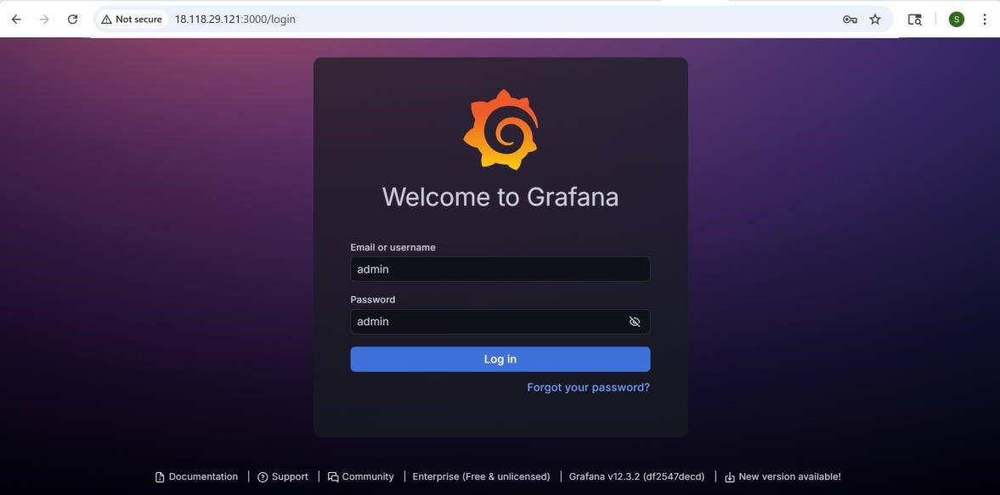 Not secure 18.118.29.121:3000/login S
Welcome to Grafana
Email or username
admin
Password
admin
Log in
Forgot your password?
Documentation | Support | Community | Enterprise (Free & unlicensed) | Grafana v12.3.2 (df2547decd) | New version available!